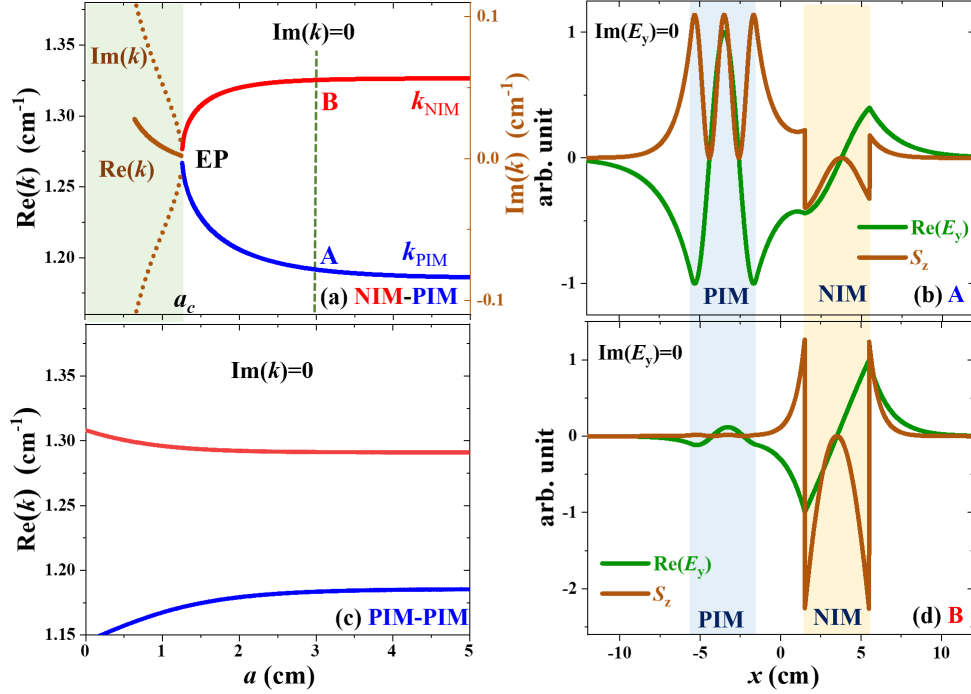 1.35
1.30
1.25
1.20
Re(k) (cm⁻¹)
Im(k)=0
Im(k)
Re(k)
EP
B
A
k_NIM
k_PIM
a_c
(a) NIM-PIM
0.1
0.0
-0.1
Im(k) (cm⁻¹)
Im(E_y)=0
1
0
-1
arb. unit
Re(E_y)
S_z
PIM
NIM
(b) A
1.35
1.30
1.25
1.20
1.15
Re(k) (cm⁻¹)
Im(k)=0
(c) PIM-PIM
0 1 2 3 4 5
a (cm)
Im(E_y)=0
1
0
-1
-2
arb. unit
Re(E_y)
S_z
PIM
NIM
(d) B
-10 -5 0 5 10
x (cm)